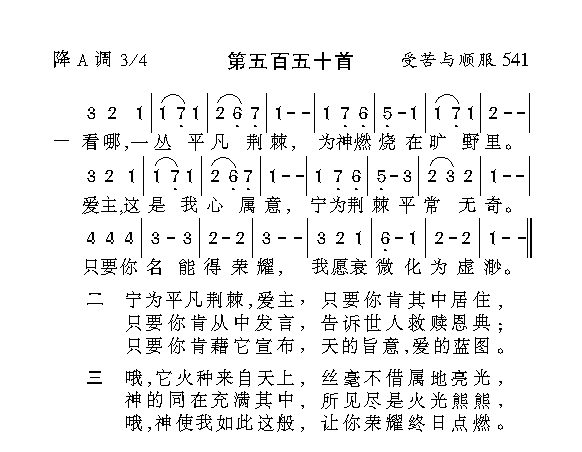 降 A 调 3/4 第五百五十首 受苦与顺服 541
3 2 1 | 1 7 1 | 2 6 7 | 1 - - | 1 7 6 | 5 - 1 | 1 7 1 | 2 - - |
一 看哪,一丛 平凡 荆棘， 为神燃烧在旷 野里。
3 2 1 | 1 7 1 | 2 6 7 | 1 - - | 1 7 6 | 5 - 3 | 2 3 2 | 1 - - |
爱主,这是 我心 属意， 宁为荆棘平常 无奇。
4 4 4 | 3 - 3 | 2 - 2 | 3 - - | 3 2 1 | 6 - 1 | 2 - 2 | 1 - - ‖
只要你名 能得荣耀， 我愿衰微化为虚渺。
二 宁为平凡荆棘,爱主， 只要你肯其中居住，
只要你肯从中发言， 告诉世人救赎恩典；
只要你肯藉它宣布， 天的旨意,爱的蓝图。
三 哦,它火种来自天上， 丝毫不借属地亮光，
神的同在充满其中， 所见尽是火光熊熊，
哦,神使我如此这般， 让你荣耀终日点燃。